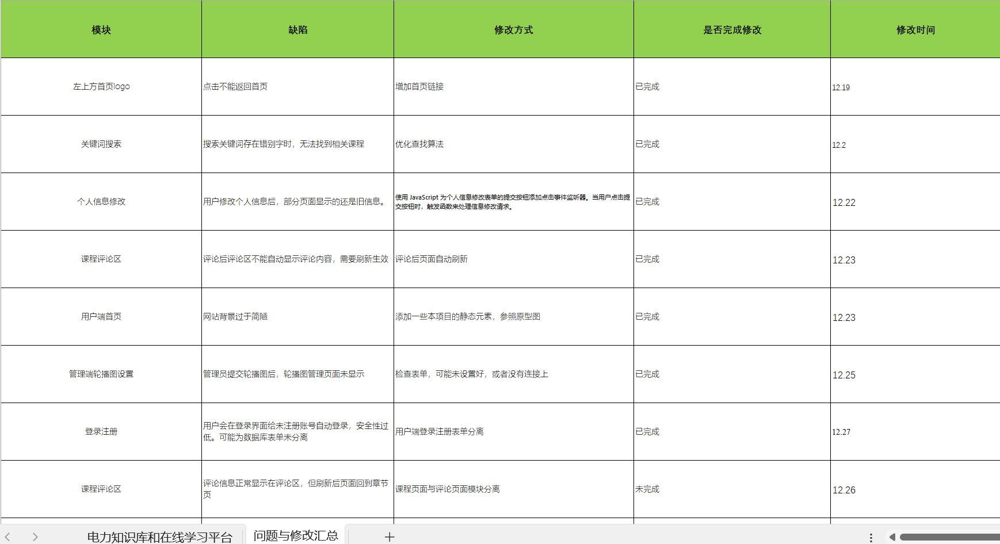 模块 缺陷 修改方式 是否完成修改 修改时间
左上方首页logo 点击不能返回首页 增加首页链接 已完成 12.19
关键词搜索 搜索关键词存在错别字时，无法找到相关课程 优化查找算法 已完成 12.2
个人信息修改 用户修改个人信息后，部分页面显示的还是旧信息。 使用 JavaScript 为个人信息修改表单的提交按钮添加点击事件监听器。当用户点击提
交按钮时，触发函数来处理信息修改请求。 已完成 12.22
课程评论区 评论后评论区不能自动显示评论内容，需要刷新生效 评论后页面自动刷新 已完成 12.23
用户端首页 网站背景过于简陋 添加一些本项目的静态元素，参照原型图 已完成 12.23
管理端轮播图设置 管理员提交轮播图后，轮播图管理页面未显示 检查表单，可能未设置好，或者没有连接上 已完成 12.25
登录注册 用户会在登录界面给未注册账号自动登录，安全性过
低。可能为数据库表单未分离 用户端登录注册表单分离 已完成 12.27
课程评论区 评论信息正常显示在评论区，但刷新后页面回到章节
页 课程页面与评论页面模块分离 未完成 12.26
电力知识库和在线学习平台 问题与修改汇总